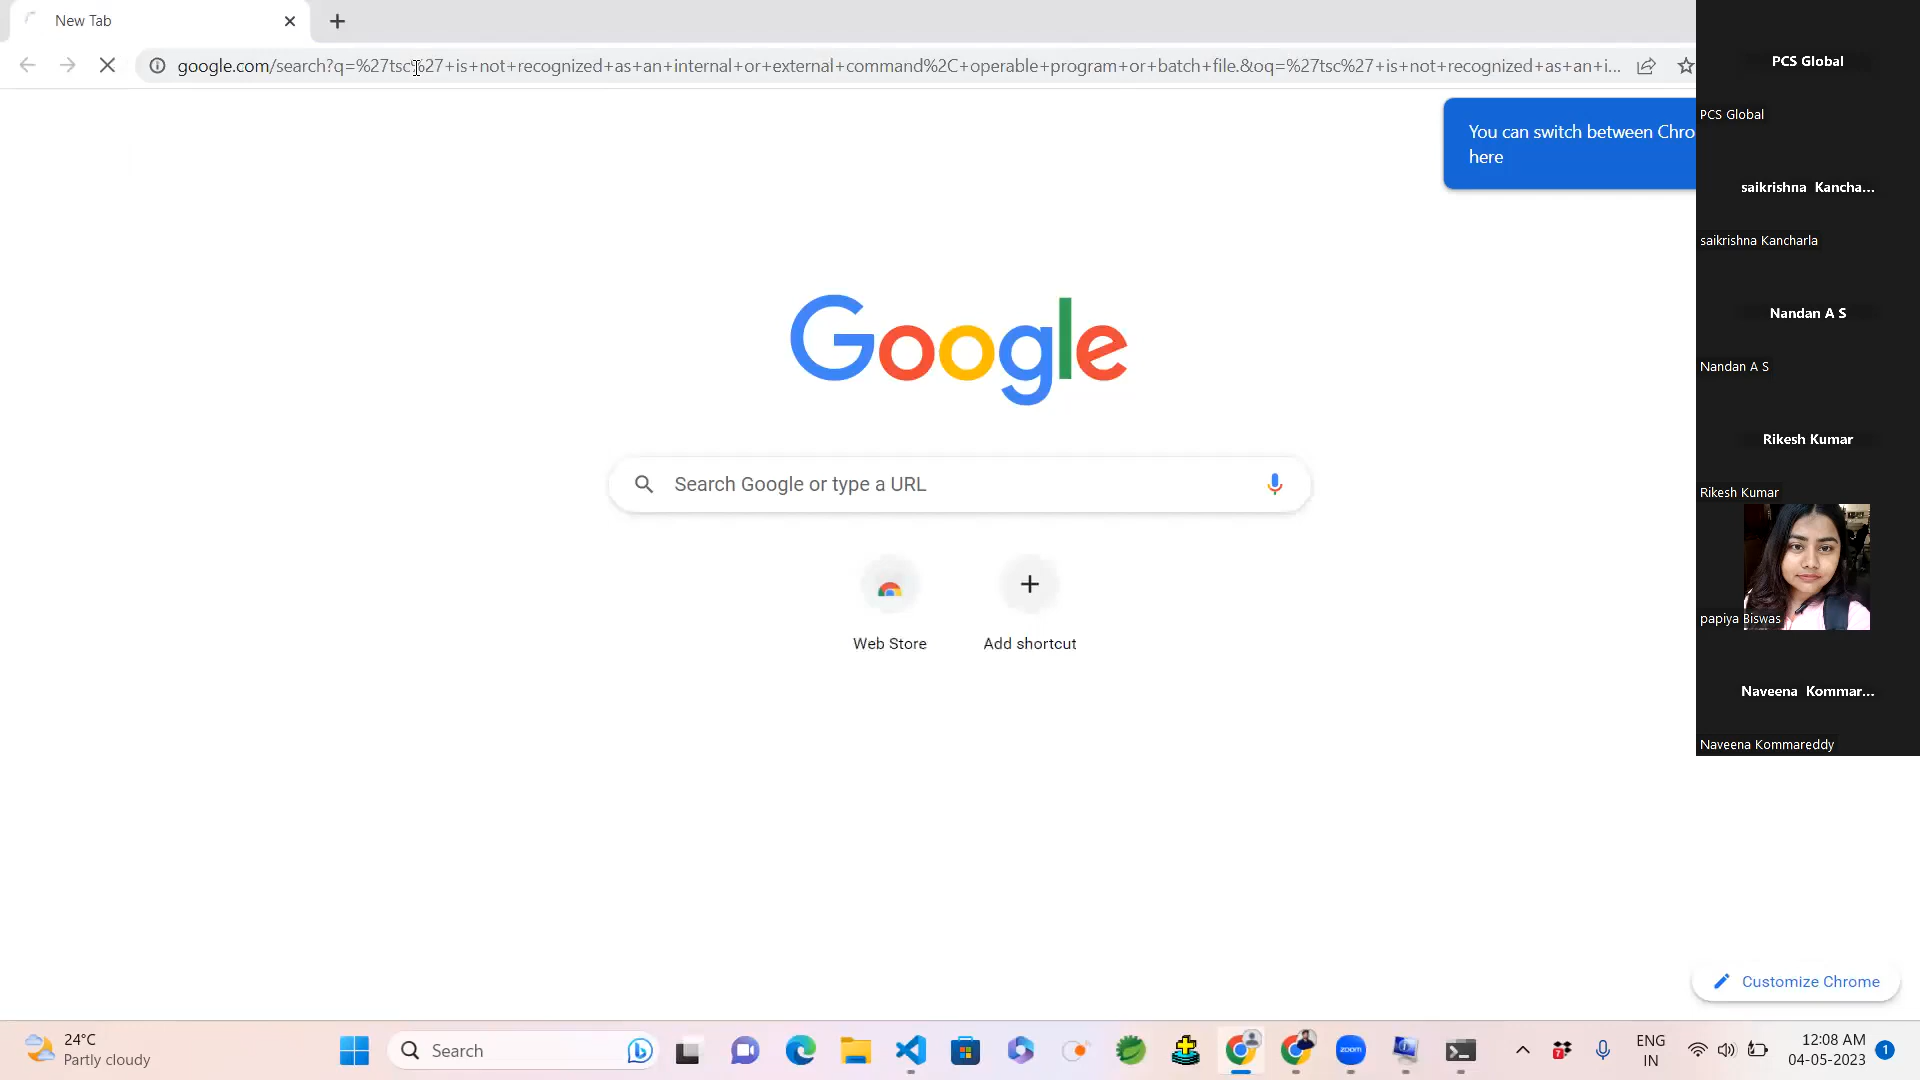 New Tab
google.com/search?q=%27tsc%27+is+not+recognized+as+an+internal+or+external+command%2C+operable+program+or+batch+file.&oq=%27tsc%27+is+not+recognized+as+an+i...
You can switch between Chro
here
Google
Search Google or type a URL
Web Store
Add shortcut
Customize Chrome
PCS Global
PCS Global
saikrishna Kancha...
saikrishna Kancharla
Nandan A S
Nandan A S
Rikesh Kumar
Rikesh Kumar
papiya Biswas
Naveena Kommar...
Naveena Kommareddy
24°C
Partly cloudy
Search
zoom
7
ENG
IN
12:08 AM
04-05-2023
1